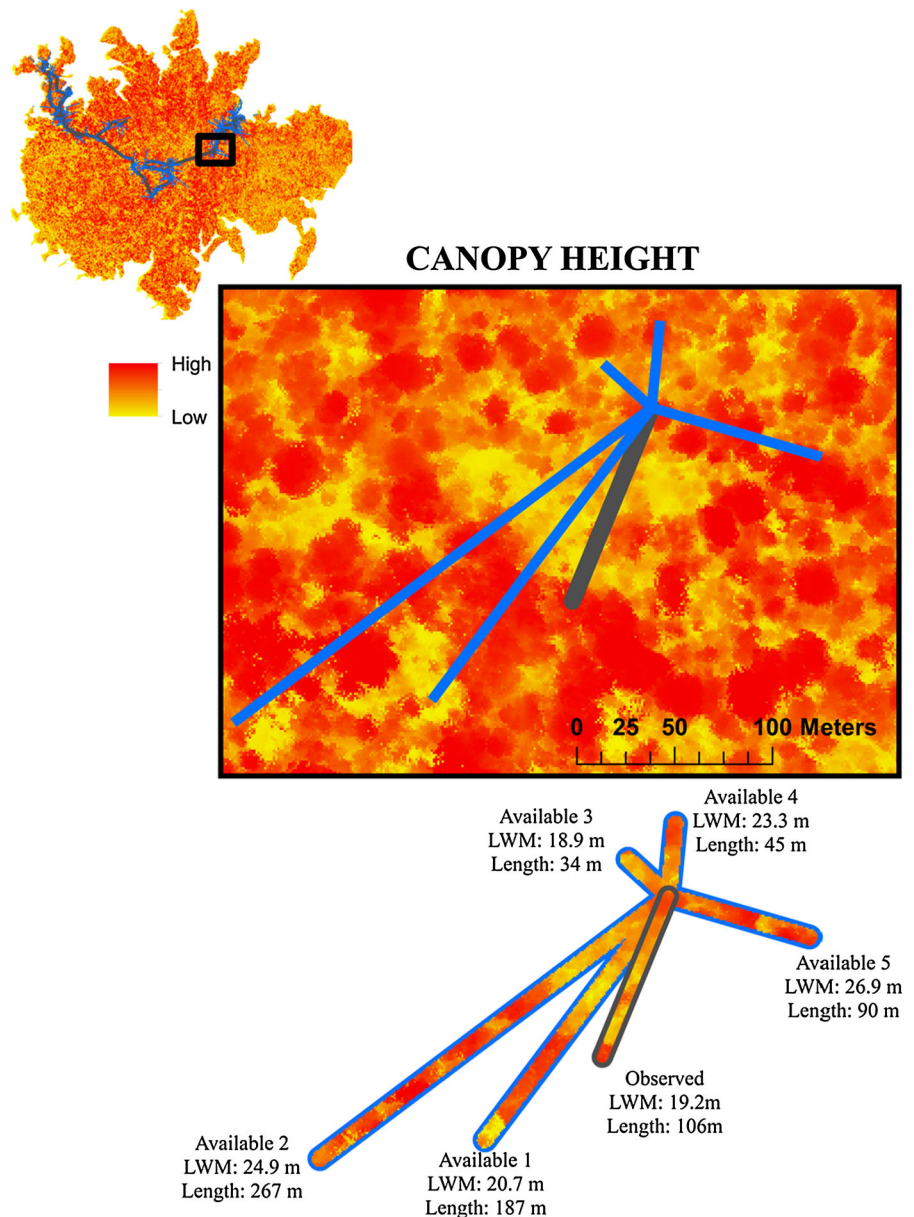 CANOPY HEIGHT
High
Low
0 25 50 100 Meters
Available 3
LWM: 18.9 m
Length: 34 m
Available 4
LWM: 23.3 m
Length: 45 m
Available 5
LWM: 26.9 m
Length: 90 m
Observed
LWM: 19.2m
Length: 106m
Available 2
LWM: 24.9 m
Length: 267 m
Available 1
LWM: 20.7 m
Length: 187 m